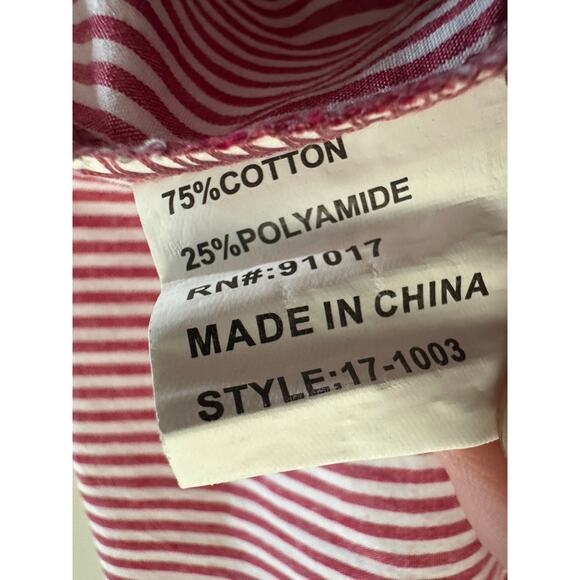 75%COTTON
25%POLYAMIDE
RN#:91017
MADE IN CHINA
STYLE:17-1003